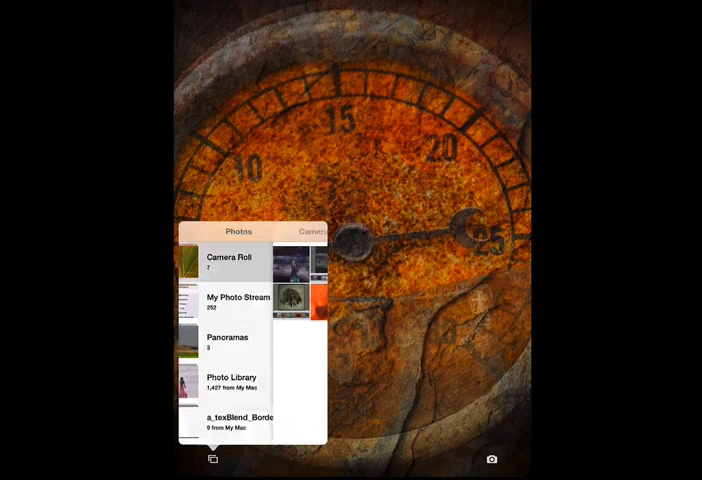 15
10
20
25
Photos
Camera
Camera Roll
7
My Photo Stream
252
Panoramas
3
Photo Library
1,427 from My Mac
a_texBlend_Borde
9 from My Mac